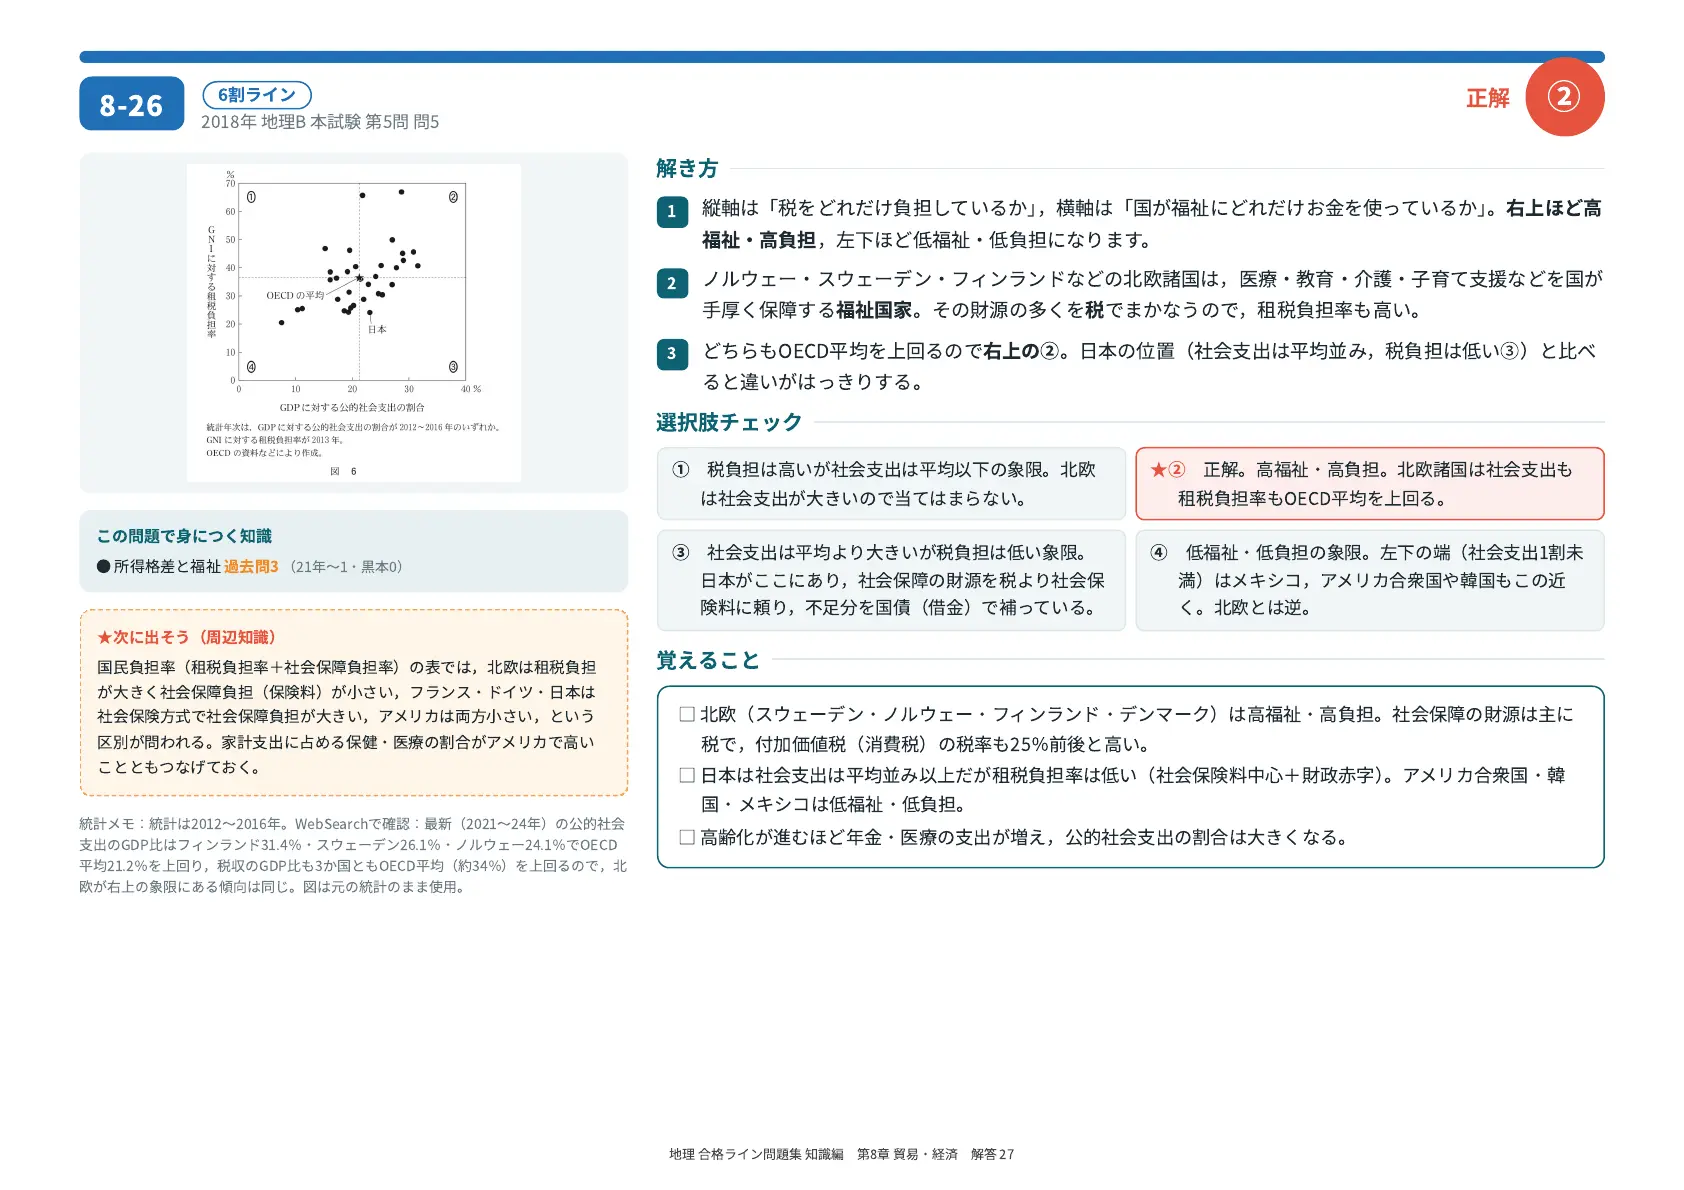 8-26
6割ライン
2018年 地理B 本試験 第5問 問5
正解 ②
%
70
60
50
40
30
20
10
0
GNIに対する租税負担率
①
②
③
④
OECD の平均
日本
0 10 20 30 40 %
GDPに対する公的社会支出の割合
統計年次は，GDPに対する公的社会支出の割合が2012～2016年のいずれか，
GNIに対する租税負担率が2013年。
OECDの資料などにより作成。
図 6
この問題で身につく知識
●所得格差と福祉 過去問3 （21年〜1・黒本0）
★次に出そう（周辺知識）
国民負担率（租税負担率＋社会保障負担率）の表では，北欧は租税負担
が大きく社会保障負担（保険料）が小さい，フランス・ドイツ・日本は
社会保険方式で社会保障負担が大きい，アメリカは両方小さい，という
区別が問われる。家計支出に占める保健・医療の割合がアメリカで高い
ことともつなげておく。
統計メモ：統計は2012〜2016年。WebSearchで確認：最新（2021〜24年）の公的社会
支出のGDP比はフィンランド31.4％・スウェーデン26.1％・ノルウェー24.1％でOECD
平均21.2％を上回り，税収のGDP比も3か国ともOECD平均（約34％）を上回るので，北
欧が右上の象限にある傾向は同じ。図は元の統計のまま使用。
解き方
1 縦軸は「税をどれだけ負担しているか」，横軸は「国が福祉にどれだけお金を使っているか」。右上ほど高
福祉・高負担，左下ほど低福祉・低負担になります。
2 ノルウェー・スウェーデン・フィンランドなどの北欧諸国は，医療・教育・介護・子育て支援などを国が
手厚く保障する福祉国家。その財源の多くを税でまかなうので，租税負担率も高い。
3 どちらもOECD平均を上回るので右上の②。日本の位置（社会支出は平均並み，税負担は低い③）と比べ
ると違いがはっきりする。
選択肢チェック
① 税負担は高いが社会支出は平均以下の象限。北欧
は社会支出が大きいので当てはまらない。
★② 正解。高福祉・高負担。北欧諸国は社会支出も
租税負担率もOECD平均を上回る。
③ 社会支出は平均より大きいが税負担は低い象限。
日本がここにあり，社会保障の財源を税より社会保
険料に頼り，不足分を国債（借金）で補っている。
④ 低福祉・低負担の象限。左下の端（社会支出1割未
満）はメキシコ，アメリカ合衆国や韓国もこの近
く。北欧とは逆。
覚えること
□ 北欧（スウェーデン・ノルウェー・フィンランド・デンマーク）は高福祉・高負担。社会保障の財源は主に
税で，付加価値税（消費税）の税率も25％前後と高い。
□ 日本は社会支出は平均並み以上だが租税負担率は低い（社会保険料中心＋財政赤字）。アメリカ合衆国・韓
国・メキシコは低福祉・低負担。
□ 高齢化が進むほど年金・医療の支出が増え，公的社会支出の割合は大きくなる。
地理 合格ライン問題集 知識編　第8章 貿易・経済　解答 27